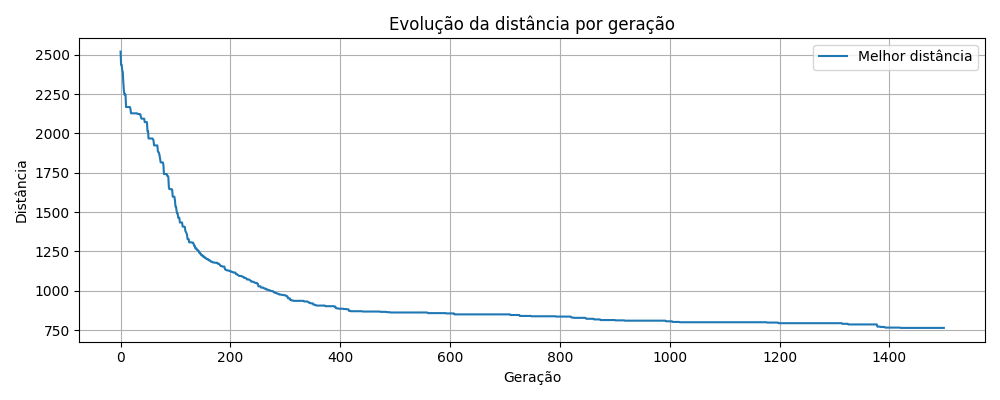 Evolução da distância por geração
Melhor distância
Distância
2500
2250
2000
1750
1500
1250
1000
750
0 200 400 600 800 1000 1200 1400
Geração